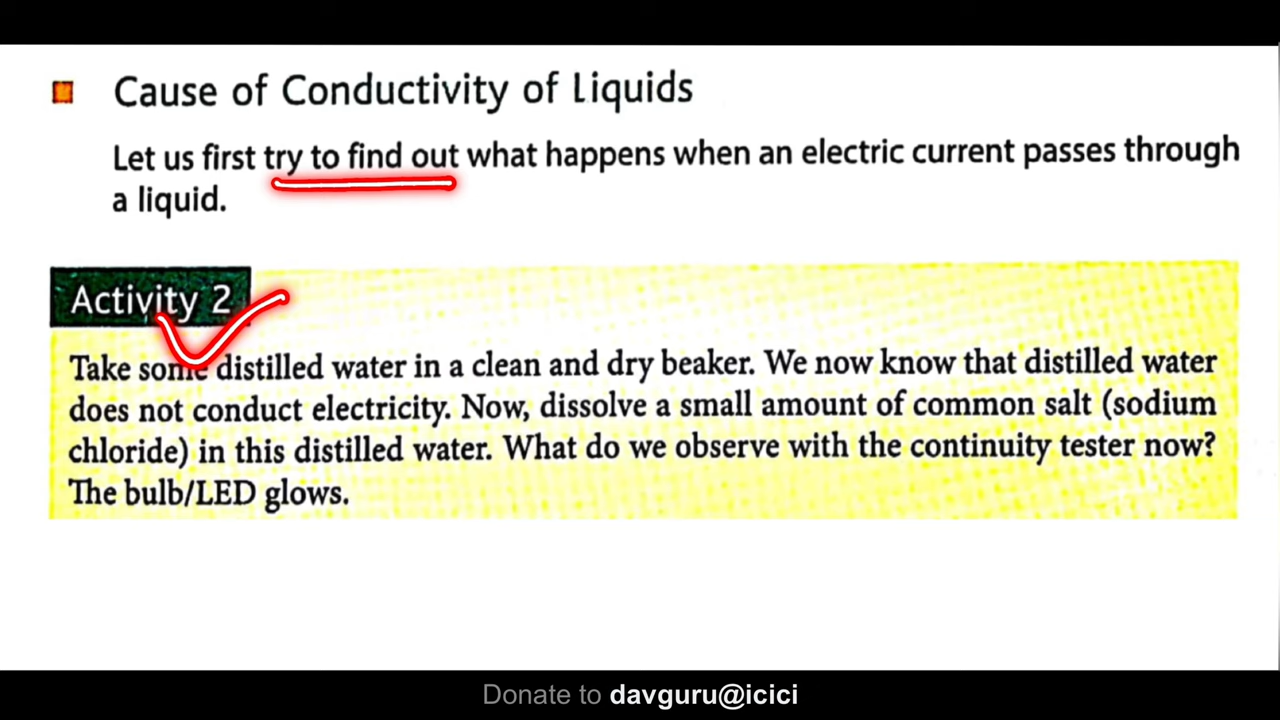 Cause of Conductivity of Liquids
Let us first try to find out what happens when an electric current passes through
a liquid.
Activity 2
Take some distilled water in a clean and dry beaker. We now know that distilled water
does not conduct electricity. Now, dissolve a small amount of common salt (sodium
chloride) in this distilled water. What do we observe with the continuity tester now?
The bulb/LED glows.
Donate to davguru@icici